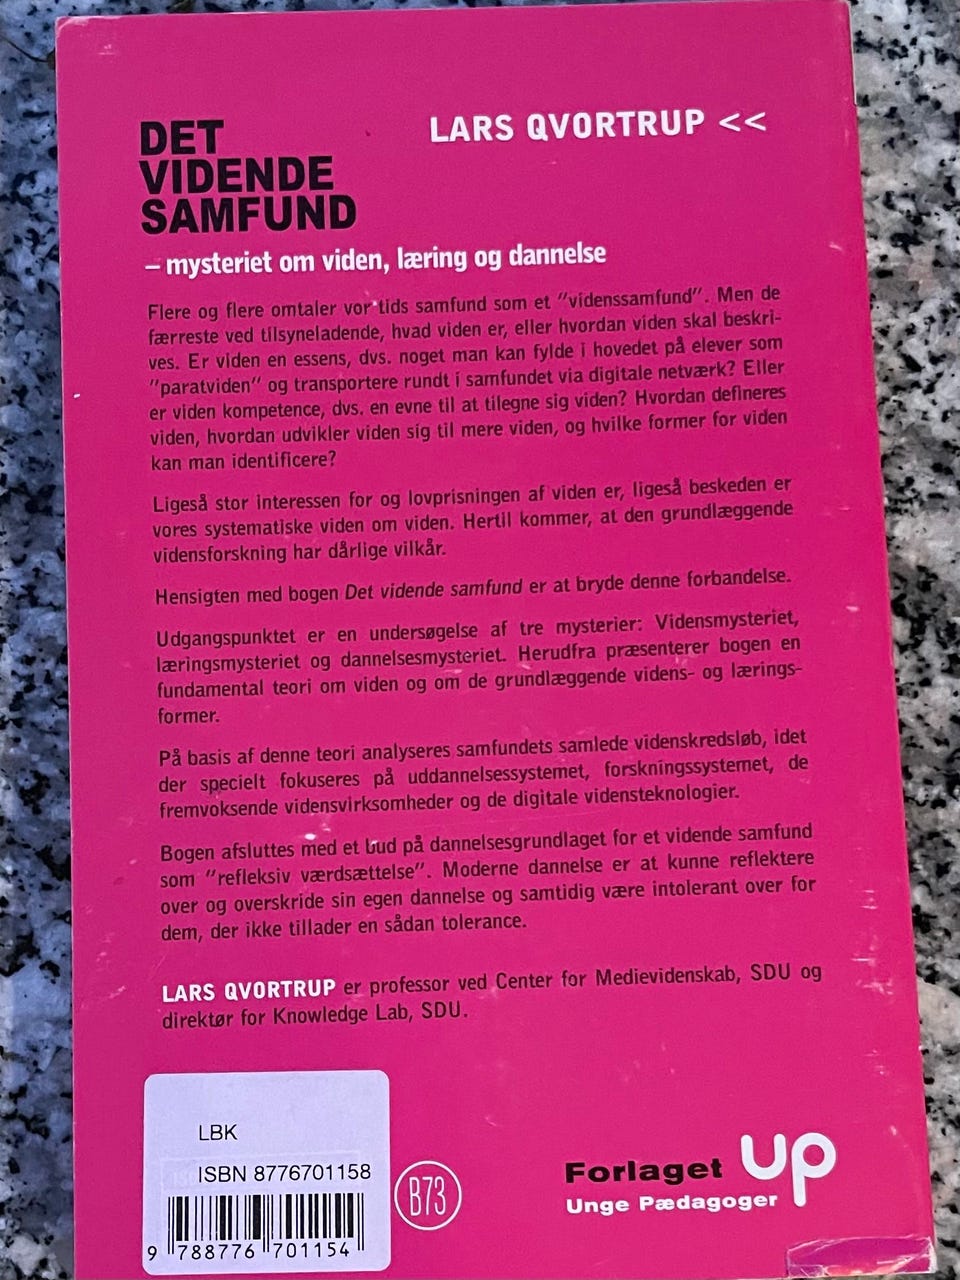 DET
VIDENDE
SAMFUND
LARS QVORTRUP <<
– mysteriet om viden, læring og dannelse
Flere og flere omtaler vor tids samfund som et "videnssamfund". Men de
færreste ved tilsyneladende, hvad viden er, eller hvordan viden skal beskri-
ves. Er viden en essens, dvs. noget man kan fylde i hovedet på elever som
"paratviden" og transportere rundt i samfundet via digitale netværk? Eller
er viden kompetence, dvs. en evne til at tilegne sig viden? Hvordan defineres
viden, hvordan udvikler viden sig til mere viden, og hvilke former for viden
kan man identificere?
Ligeså stor interessen for og lovprisningen af viden er, ligeså beskeden er
vores systematiske viden om viden. Hertil kommer, at den grundlæggende
vidensforskning har dårlige vilkår.
Hensigten med bogen Det vidende samfund er at bryde denne forbandelse.
Udgangspunktet er en undersøgelse af tre mysterier: Vidensmysteriet,
læringsmysteriet og dannelsesmysteriet. Herudfra præsenterer bogen en
fundamental teori om viden og om de grundlæggende videns- og lærings-
former.
På basis af denne teori analyseres samfundets samlede videnskredsløb, idet
der specielt fokuseres på uddannelsessystemet, forskningssystemet, de
fremvoksende vidensvirksomheder og de digitale vidensteknologier.
Bogen afsluttes med et bud på dannelsesgrundlaget for et vidende samfund
som "refleksiv værdsættelse". Moderne dannelse er at kunne reflektere
over og overskride sin egen dannelse og samtidig være intolerant over for
dem, der ikke tillader en sådan tolerance.
LARS QVORTRUP er professor ved Center for Medievidenskab, SDU og
direktør for Knowledge Lab, SDU.
LBK
ISBN 8776701158
9 788776 701154
B73
Forlaget UP
Unge Pædagoger